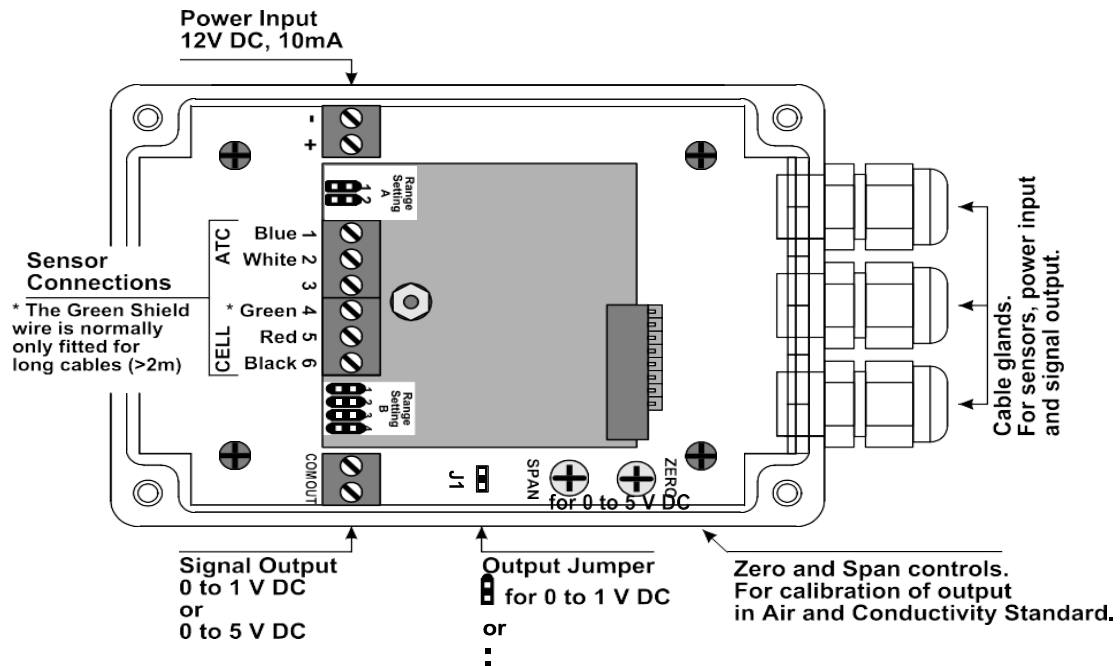 Power Input
12V DC, 10mA
-
+
Range
Setting
A
1
2
ATC
Blue 1
White 2
3
CELL
* Green 4
Red 5
Black 6
Sensor
Connections
* The Green Shield
wire is normally
only fitted for
long cables (>2m)
Range
Setting
B
1
2
3
4
COM/OUT
J1
SPAN
ZERO
for 0 to 5 V DC
Cable glands.
For sensors, power input
and signal output.
Signal Output
0 to 1 V DC
or
0 to 5 V DC
Output Jumper
for 0 to 1 V DC
or
Zero and Span controls.
For calibration of output
in Air and Conductivity Standard.